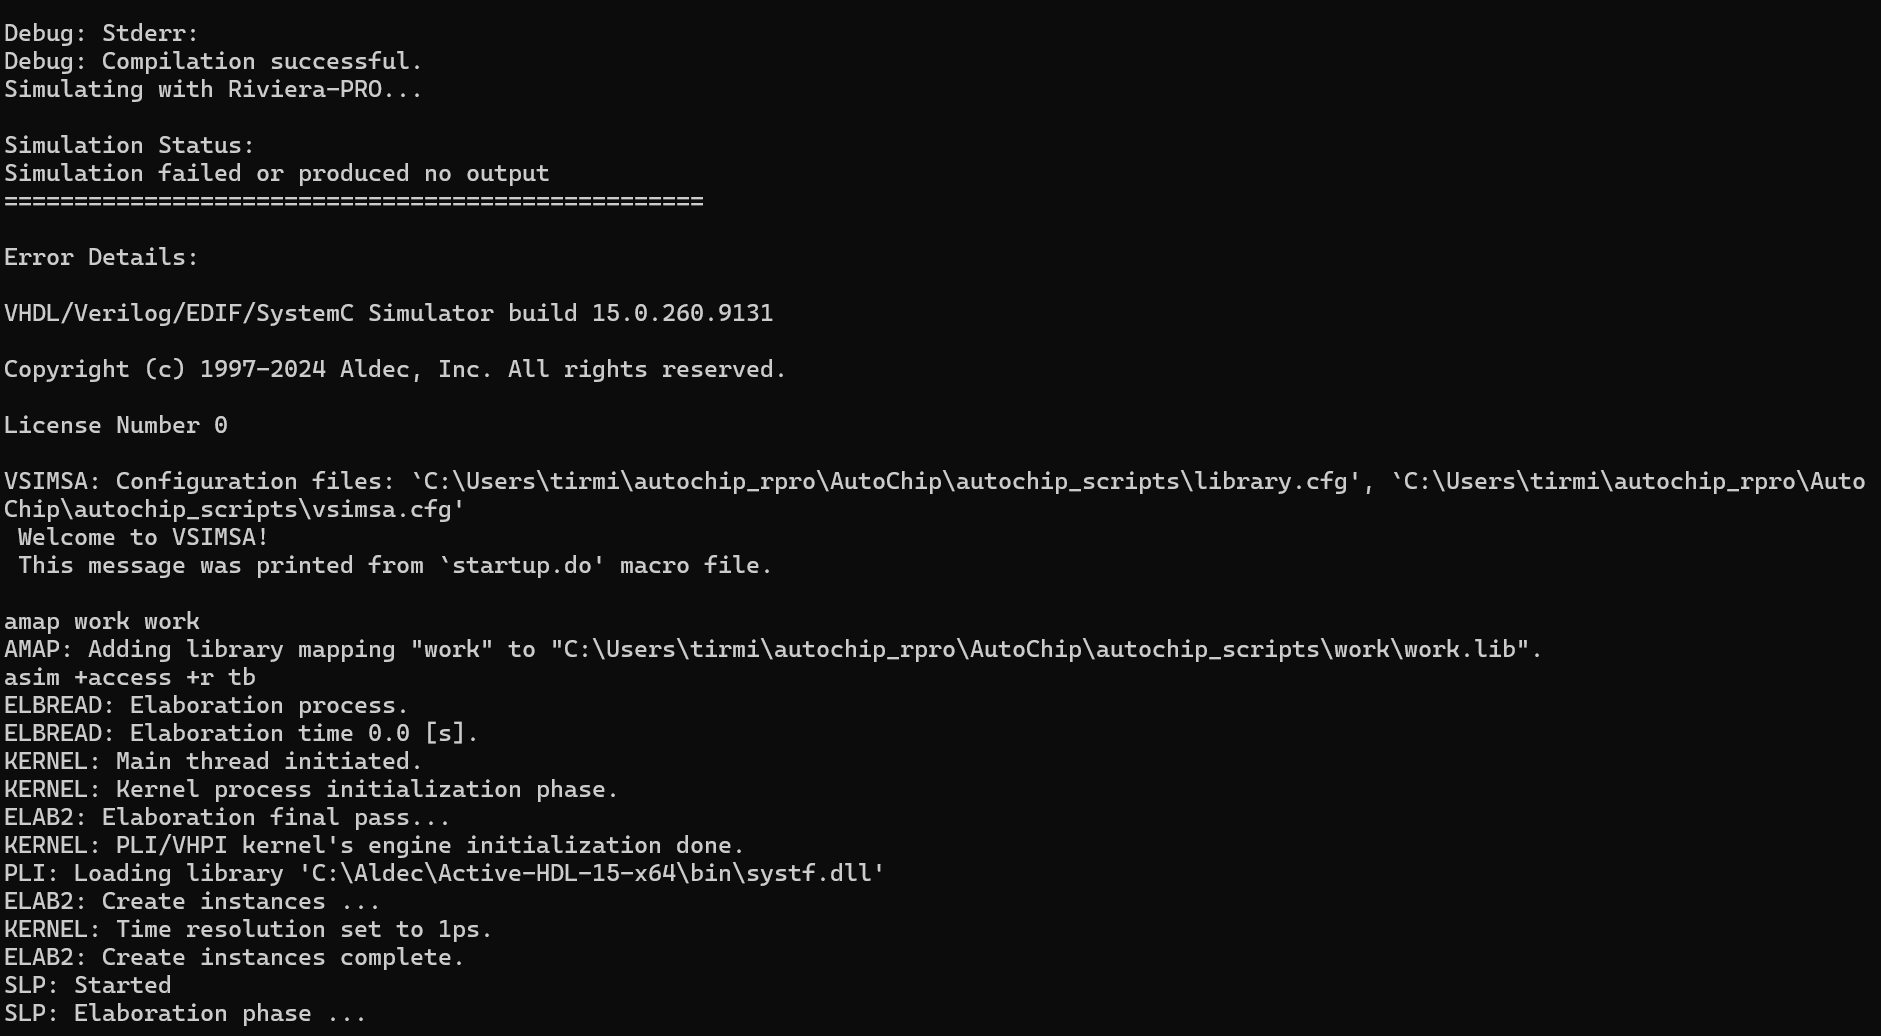 Debug: Stderr:
Debug: Compilation successful.
Simulating with Riviera-PRO...
Simulation Status:
Simulation failed or produced no output
==================================================
Error Details:
VHDL/Verilog/EDIF/SystemC Simulator build 15.0.260.9131
Copyright (c) 1997-2024 Aldec, Inc. All rights reserved.
License Number 0
VSIMSA: Configuration files: `C:\Users\tirmi\autochip_rpro\AutoChip\autochip_scripts\library.cfg', `C:\Users\tirmi\autochip_rpro\Auto
Chip\autochip_scripts\vsimsa.cfg'
Welcome to VSIMSA!
This message was printed from `startup.do' macro file.
amap work work
AMAP: Adding library mapping "work" to "C:\Users\tirmi\autochip_rpro\AutoChip\autochip_scripts\work\work.lib".
asim +access +r tb
ELBREAD: Elaboration process.
ELBREAD: Elaboration time 0.0 [s].
KERNEL: Main thread initiated.
KERNEL: Kernel process initialization phase.
ELAB2: Elaboration final pass...
KERNEL: PLI/VHPI kernel's engine initialization done.
PLI: Loading library 'C:\Aldec\Active-HDL-15-x64\bin\systf.dll'
ELAB2: Create instances ...
KERNEL: Time resolution set to 1ps.
ELAB2: Create instances complete.
SLP: Started
SLP: Elaboration phase ...